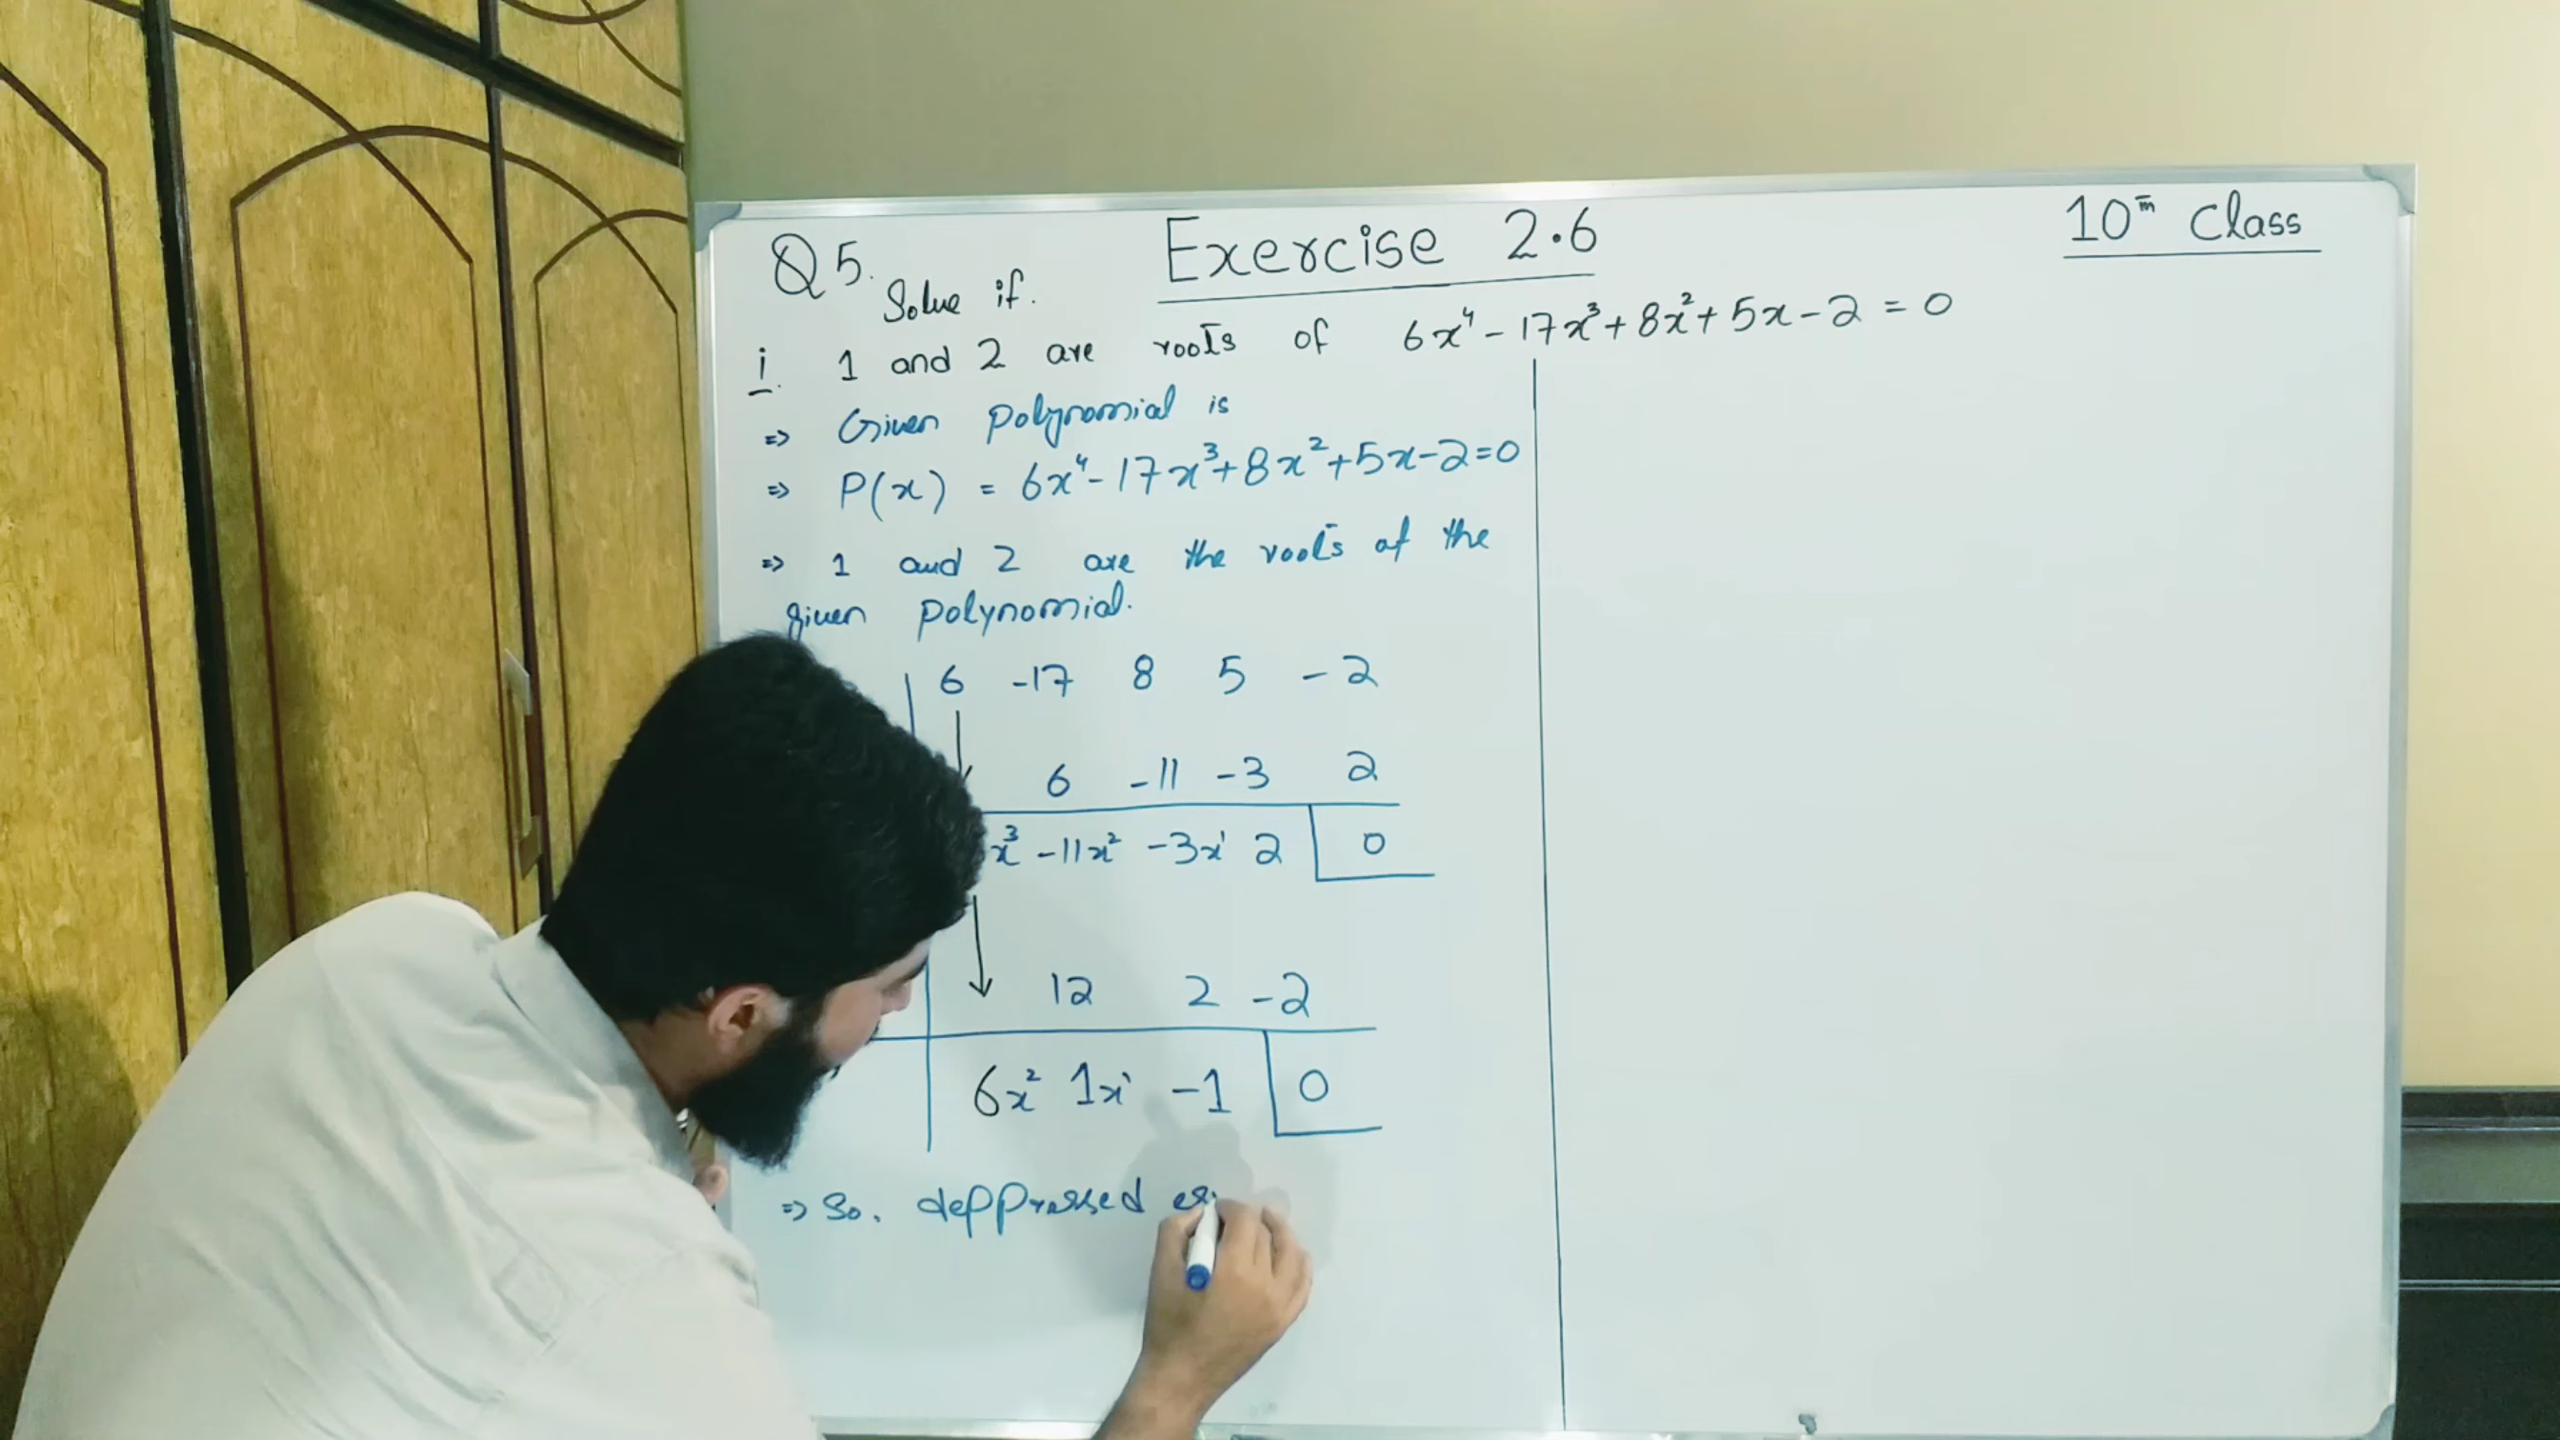 Exercise 2.6
10th Class
Q5. Solve if.
i. 1 and 2 are roots of 6x⁴ - 17x³ + 8x² + 5x - 2 = 0
⇒ Given polynomial is
⇒ P(x) = 6x⁴ - 17x³ + 8x² + 5x - 2 = 0
⇒ 1 and 2 are the roots of the
given polynomial.
6 -17 8 5 -2
6 -11 -3 2
x³ -11x² -3x¹ 2 0
12 2 -2
6x² 1x¹ -1 0
⇒ So, deppressed